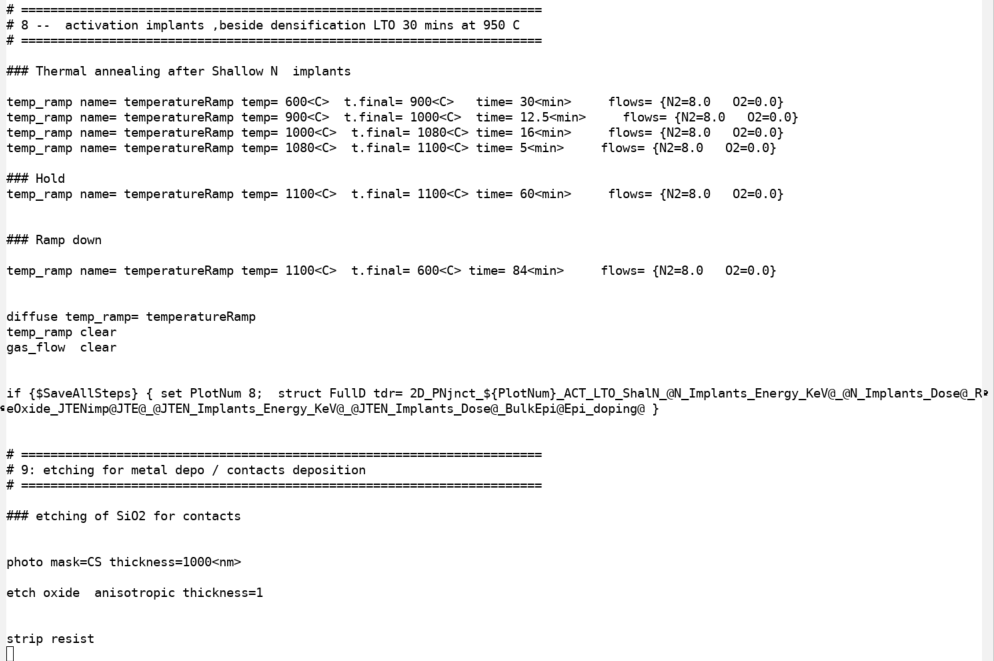 # =======================================================================
# 8 --  activation implants ,beside densification LTO 30 mins at 950 C
# =======================================================================
### Thermal annealing after Shallow N  implants
temp_ramp name= temperatureRamp temp= 600<C>  t.final= 900<C>   time= 30<min>     flows= {N2=8.0   O2=0.0}
temp_ramp name= temperatureRamp temp= 900<C>  t.final= 1000<C>  time= 12.5<min>     flows= {N2=8.0   O2=0.0}
temp_ramp name= temperatureRamp temp= 1000<C>  t.final= 1080<C> time= 16<min>     flows= {N2=8.0   O2=0.0}
temp_ramp name= temperatureRamp temp= 1080<C>  t.final= 1100<C> time= 5<min>     flows= {N2=8.0   O2=0.0}
### Hold
temp_ramp name= temperatureRamp temp= 1100<C>  t.final= 1100<C> time= 60<min>     flows= {N2=8.0   O2=0.0}
### Ramp down
temp_ramp name= temperatureRamp temp= 1100<C>  t.final= 600<C> time= 84<min>     flows= {N2=8.0   O2=0.0}
diffuse temp_ramp= temperatureRamp
temp_ramp clear
gas_flow  clear
if {$SaveAllSteps} { set PlotNum 8;  struct FullD tdr= 2D_PNjnct_${PlotNum}_ACT_LTO_ShalN_@N_Implants_Energy_KeV@_@N_Implants_Dose@_R
eOxide_JTENimp@JTE@_@JTEN_Implants_Energy_KeV@_@JTEN_Implants_Dose@_BulkEpi@Epi_doping@ }
# =======================================================================
# 9: etching for metal depo / contacts deposition
# =======================================================================
### etching of SiO2 for contacts
photo mask=CS thickness=1000<nm>
etch oxide  anisotropic thickness=1
strip resist